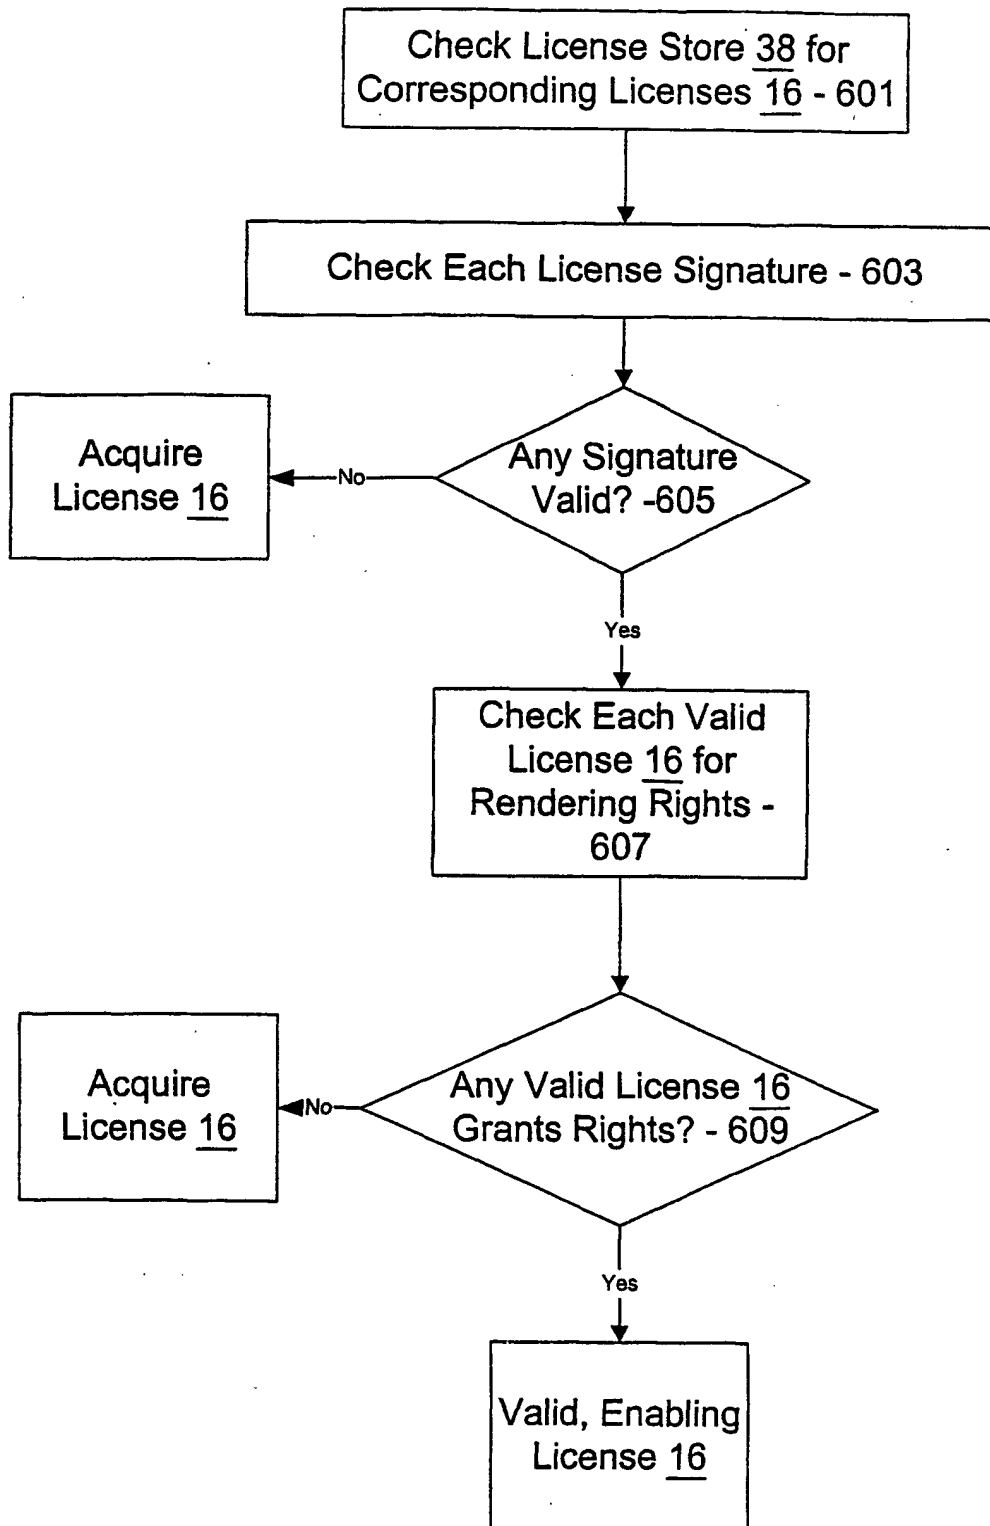 Check License Store 38 for
Corresponding Licenses 16 - 601
Check Each License Signature - 603
Any Signature
Valid? -605
No
Acquire
License 16
Yes
Check Each Valid
License 16 for
Rendering Rights -
607
Any Valid License 16
Grants Rights? - 609
No
Acquire
License 16
Yes
Valid, Enabling
License 16